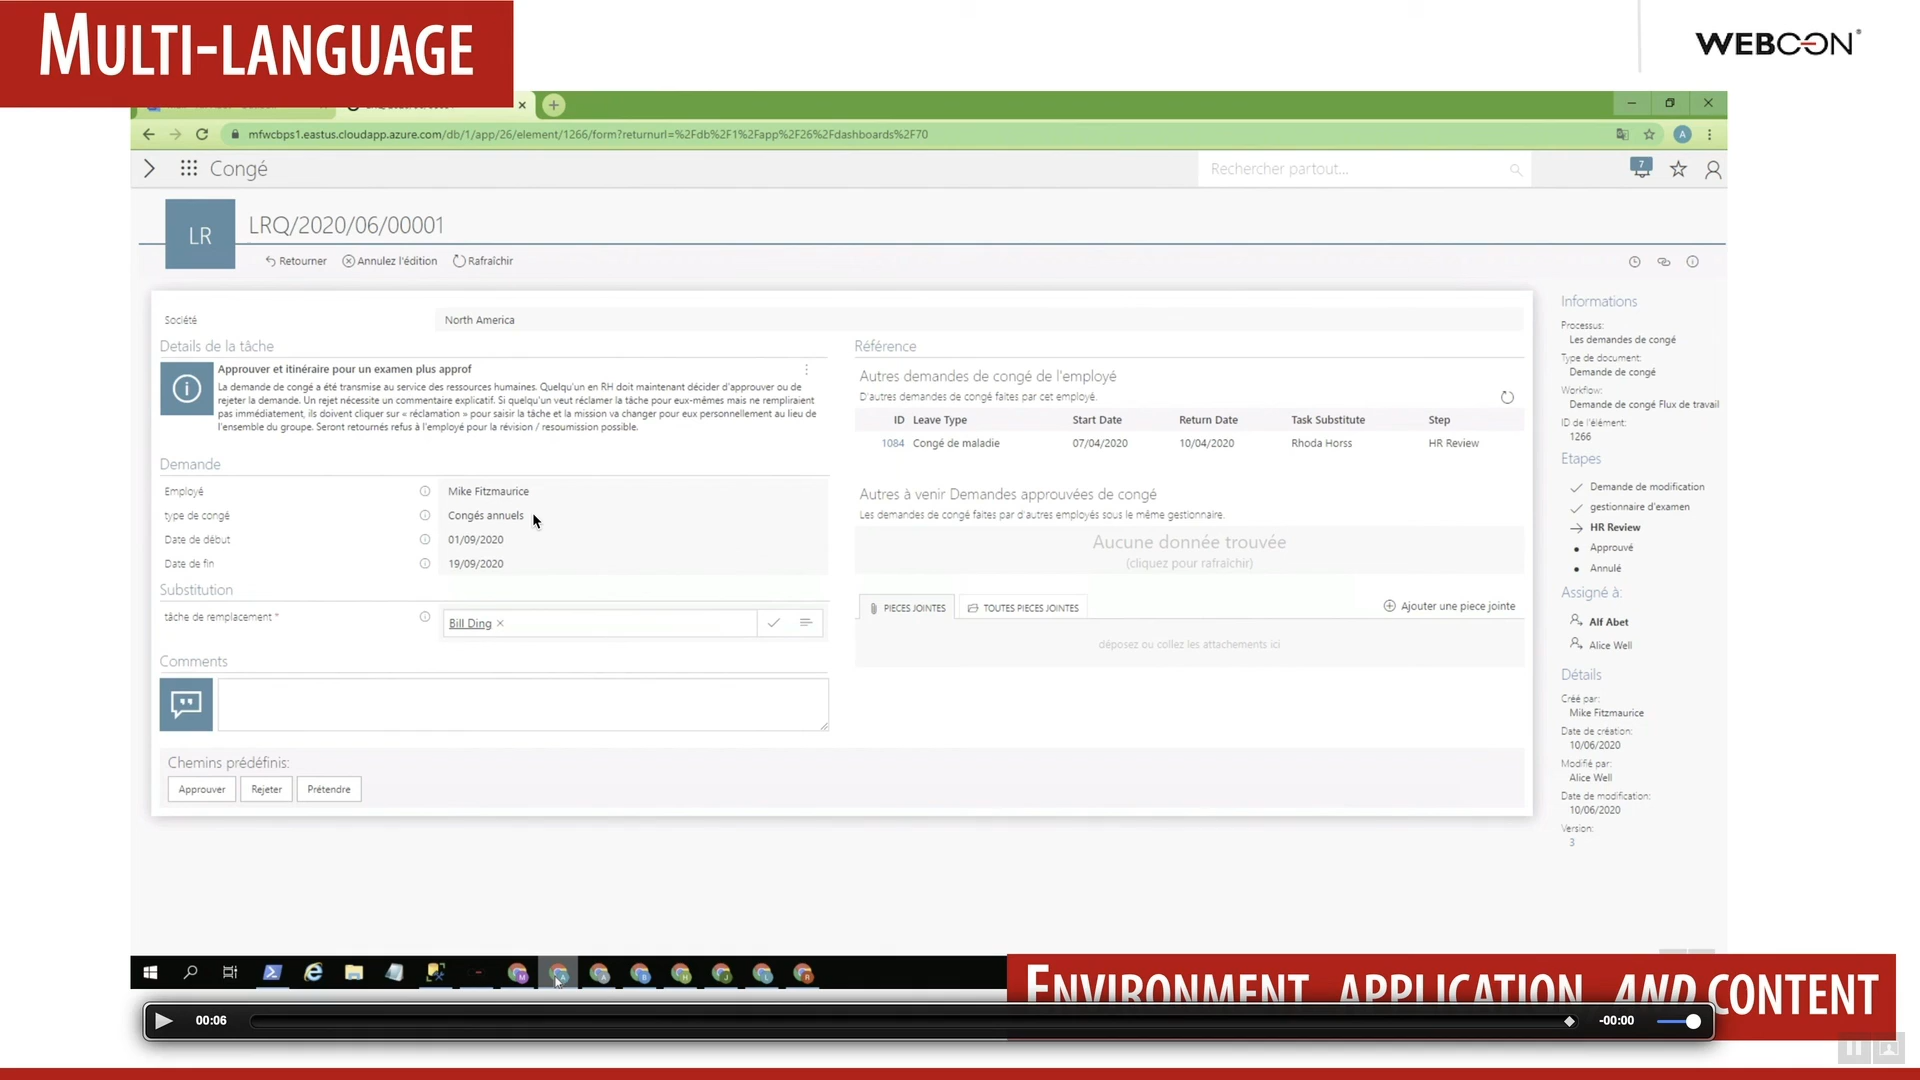 MULTI-LANGUAGE
WEBCON
mfwcbps1.eastus.cloudapp.azure.com/db/1/app/26/element/1266/form?returnurl=%2Fdb%2F1%2Fapp%2F26%2Fdashboards%2F70
A
Congé
Rechercher partout...
7
LR
LRQ/2020/06/00001
Retourner
Annulez l'édition
Rafraîchir
Société
North America
Details de la tâche
Approuver et itinéraire pour un examen plus approf
La demande de congé a été transmise au service des ressources humaines. Quelqu'un en RH doit maintenant décider d'approuver ou de
rejeter la demande. Un rejet nécessite un commentaire explicatif. Si quelqu'un veut réclamer la tâche pour eux-mêmes mais ne rempliraient
pas immédiatement, ils doivent cliquer sur « réclamation » pour saisir la tâche et la mission va changer pour eux personnellement au lieu de
l'ensemble du groupe. Seront retournés refus à l'employé pour la révision / resoumission possible.
Demande
Employé
Mike Fitzmaurice
type de congé
Congés annuels
Date de début
01/09/2020
Date de fin
19/09/2020
Substitution
tâche de remplacement *
Bill Ding
Comments
Chemins prédéfinis:
Approuver
Rejeter
Prétendre
Référence
Autres demandes de congé de l'employé
D'autres demandes de congé faites par cet employé.
ID Leave Type Start Date Return Date Task Substitute Step
1084 Congé de maladie 07/04/2020 10/04/2020 Rhoda Horss HR Review
Autres à venir Demandes approuvées de congé
Les demandes de congé faites par d'autres employés sous le même gestionnaire.
Aucune donnée trouvée
(cliquez pour rafraîchir)
PIECES JOINTES
TOUTES PIECES JOINTES
Ajouter une piece jointe
déposez ou collez les attachements ici
Informations
Processus:
Les demandes de congé
Type de document:
Demande de congé
Workflow:
Demande de congé Flux de travail
ID de l'élément:
1266
Etapes
Demande de modification
gestionnaire d'examen
HR Review
Approuvé
Annulé
Assigné à:
Alf Abet
Alice Well
Détails
Créé par:
Mike Fitzmaurice
Date de création:
10/06/2020
Modifié par:
Alice Well
Date de modification:
10/06/2020
Version:
3
ENVIRONMENT, APPLICATION, AND CONTENT
00:06
-00:00